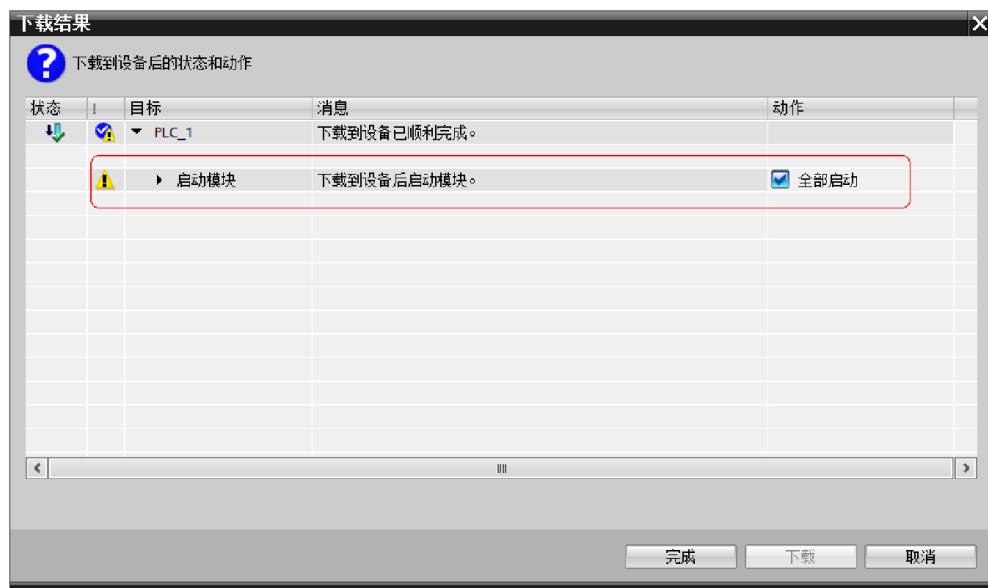 下载结果
下载到设备后的状态和动作
状态 ! 目标 消息 动作
PLC_1 下载到设备已顺利完成。
启动模块 下载到设备后启动模块。 全部启动
完成 下载 取消